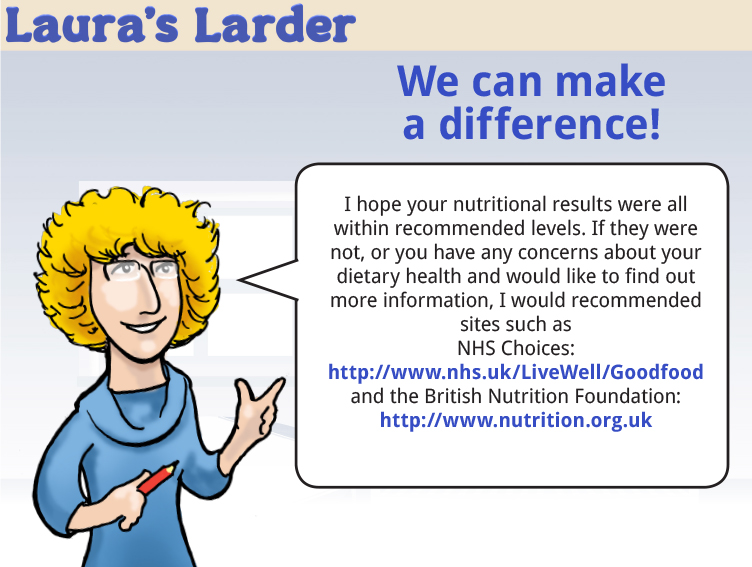 Laura's Larder
We can make
a difference!
I hope your nutritional results were all
within recommended levels. If they were
not, or you have any concerns about your
dietary health and would like to find out
more information, I would recommended
sites such as
NHS Choices:
http://www.nhs.uk/LiveWell/Goodfood
and the British Nutrition Foundation:
http://www.nutrition.org.uk